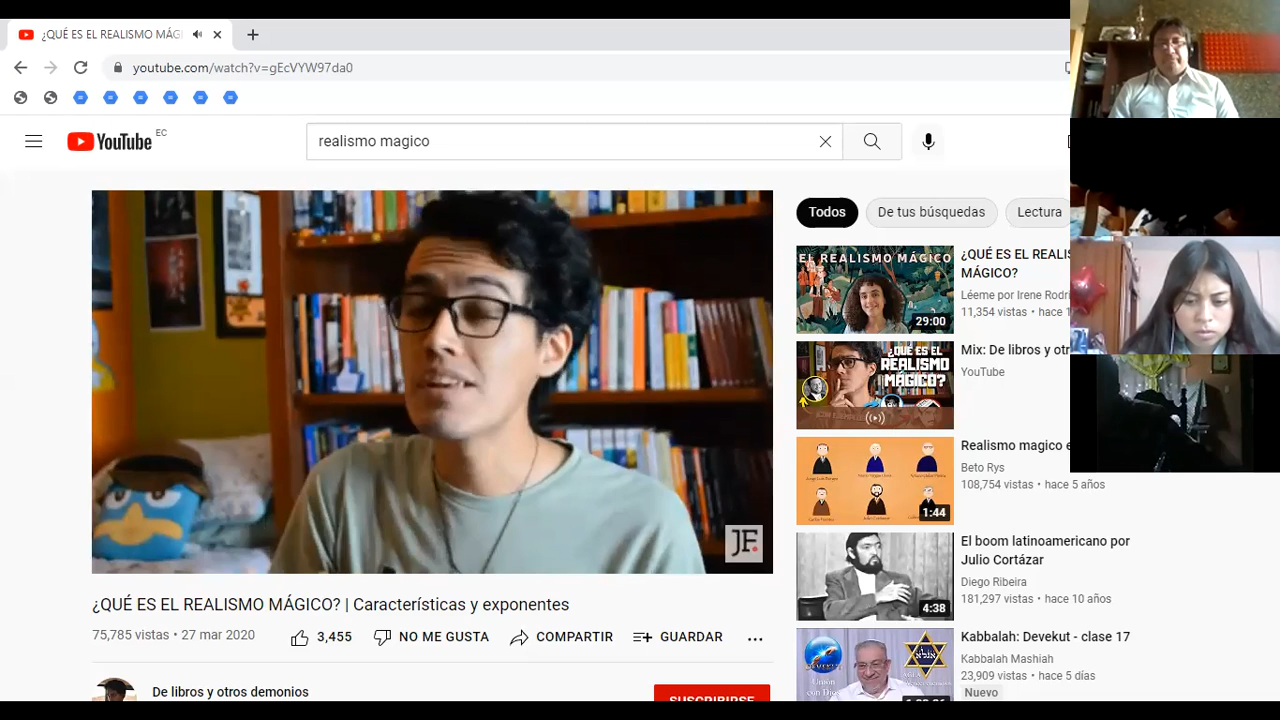 ¿QUÉ ES EL REALISMO MÁGI
youtube.com/watch?v=gEcVYW97da0
YouTube EC
realismo magico
Todos
De tus búsquedas
Lectura
EL REALISMO MÁGICO
29:00
¿QUÉ ES EL REALIS
MÁGICO?
Léeme por Irene Rodrí
11,354 vistas • hace 1
¿QUÉ ES EL
REALISMO
MÁGICO?
Mix: De libros y otr
YouTube
1:44
Realismo magico e
Beto Rys
108,754 vistas • hace 5 años
4:38
El boom latinoamericano por
Julio Cortázar
Diego Ribeira
181,297 vistas • hace 10 años
Unión
con Dios
Kabbalah: Devekut - clase 17
Kabbalah Mashiah
23,909 vistas • hace 5 días
Nuevo
JF.
¿QUÉ ES EL REALISMO MÁGICO? | Características y exponentes
75,785 vistas • 27 mar 2020
3,455
NO ME GUSTA
COMPARTIR
GUARDAR
De libros y otros demonios
SUSCRIBIRSE